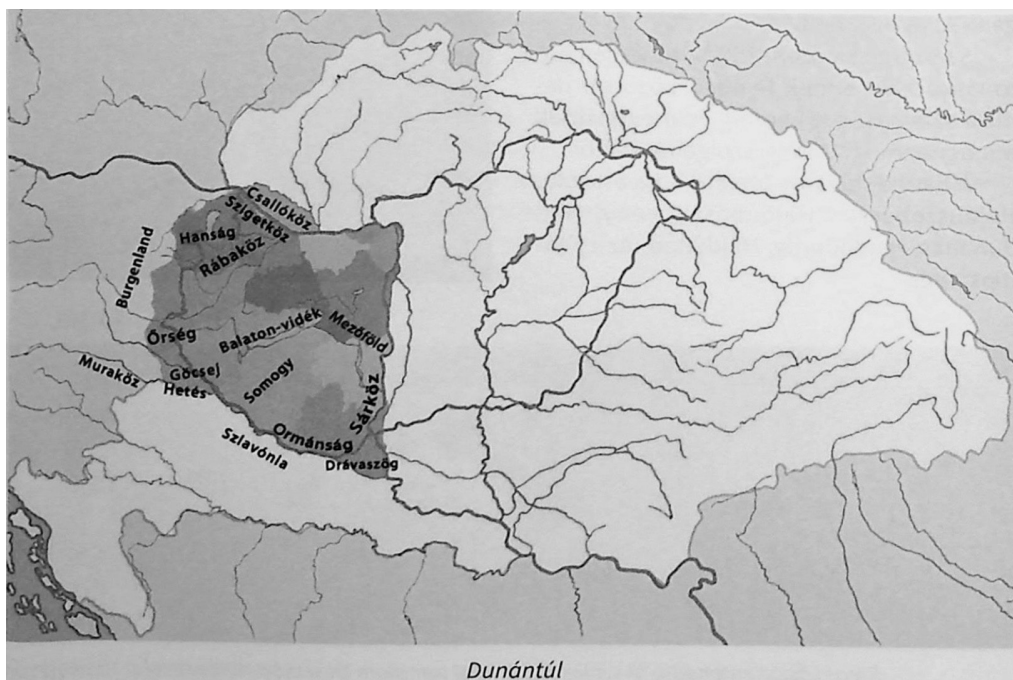 Csallóköz
Szigetköz
Hanság
Rábaköz
Burgenland
Őrség
Balaton-vidék
Mezőföld
Muraköz
Göcsej
Hetés
Somogy
Sárköz
Ormánság
Szlavónia
Drávaszög
Dunántúl